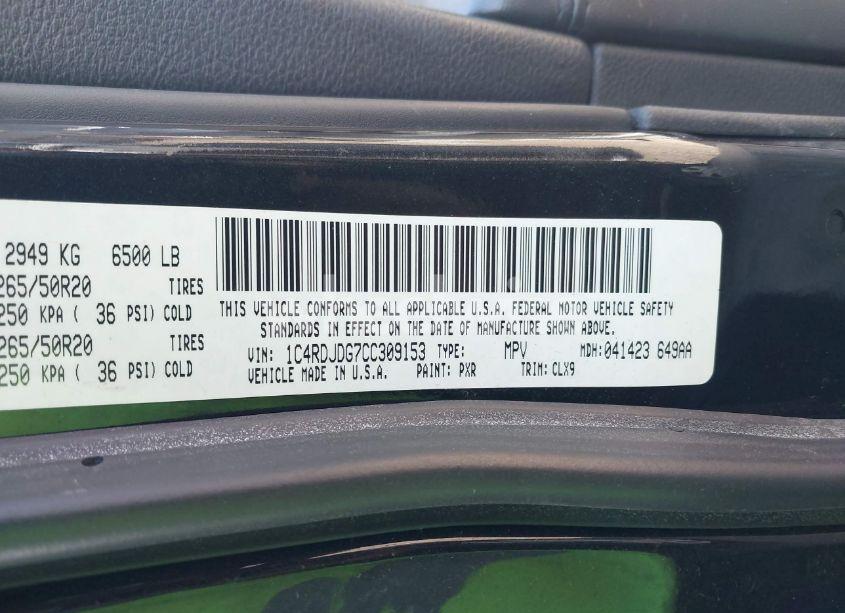 2949 KG 6500 LB
265/50R20 TIRES
250 KPA ( 36 PSI) COLD
265/50R20 TIRES
250 KPA ( 36 PSI) COLD
THIS VEHICLE CONFORMS TO ALL APPLICABLE U.S.A. FEDERAL MOTOR VEHICLE SAFETY
STANDARDS IN EFFECT ON THE DATE OF MANUFACTURE SHOWN ABOVE.
VIN: 1C4RDJDG7CC309153 TYPE: MPV MDH: 041423 649AA
VEHICLE MADE IN U.S.A. PAINT: PXR TRIM: CLX9